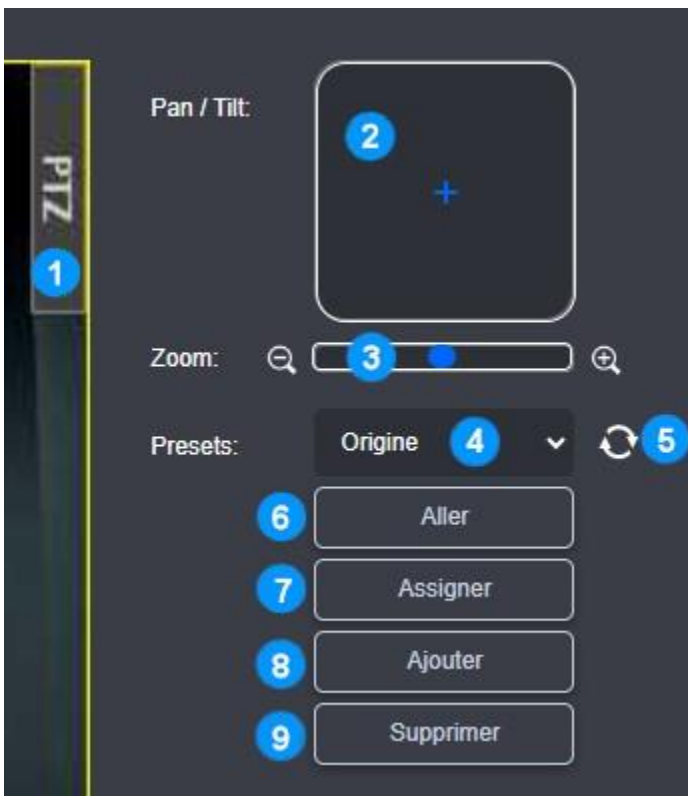 Pan / Tilt:
2
PTZ
1
Zoom:
3
Presets:
Origine
4
5
6
Aller
7
Assigner
8
Ajouter
9
Supprimer